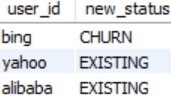 user_id new_status
bing CHURN
yahoo EXISTING
alibaba EXISTING